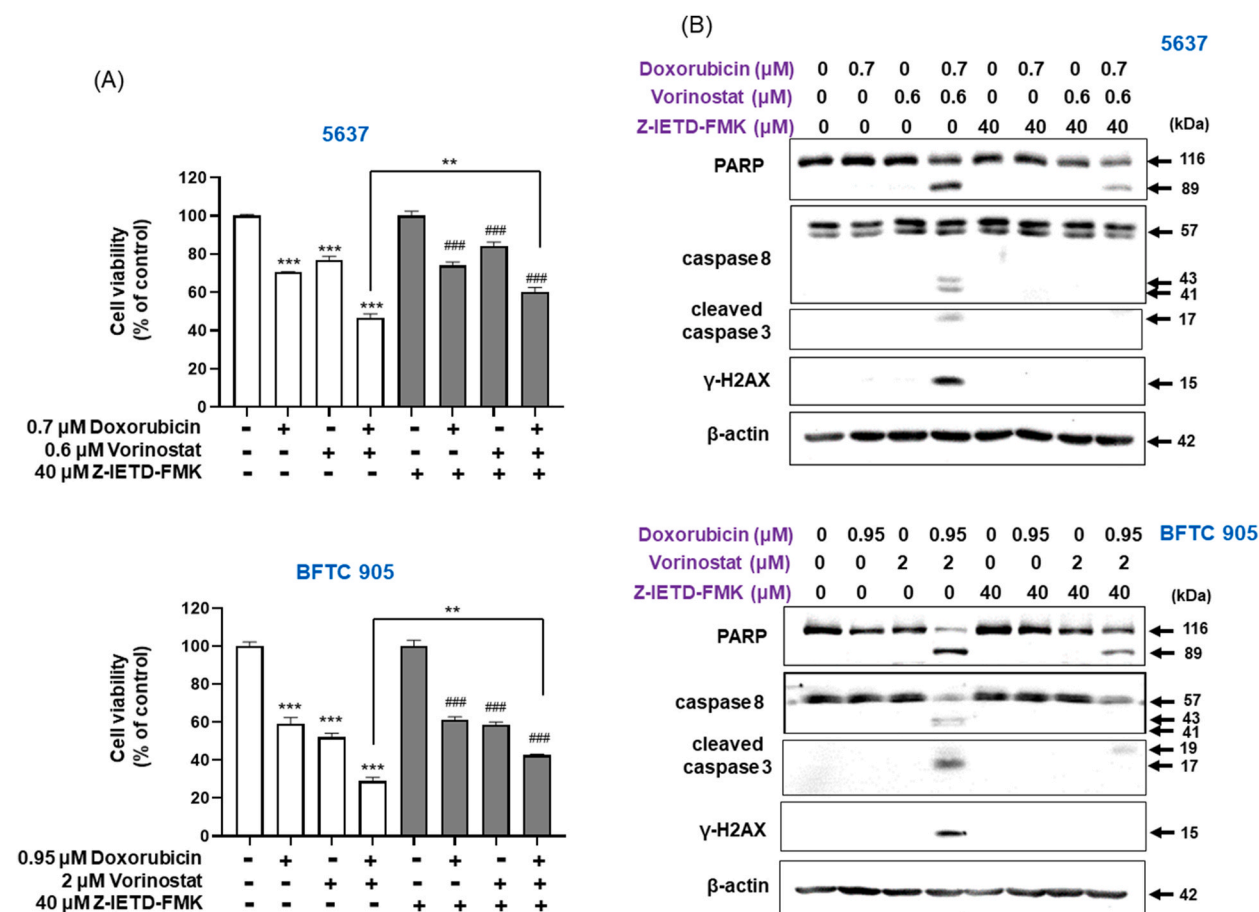 (A)
5637
Cell viability
(% of control)
120
100
80
60
40
20
0
*** *** *** ### ### ### **
0.7 µM Doxorubicin - + - + - + - +
0.6 µM Vorinostat - - + + - - + +
40 µM Z-IETD-FMK - - - - + + + +
BFTC 905
Cell viability
(% of control)
120
100
80
60
40
20
0
*** *** *** ### ### ### **
0.95 µM Doxorubicin - + - + - + - +
2 µM Vorinostat - - + + - - + +
40 µM Z-IETD-FMK - - - - + + + +
(B)
5637
Doxorubicin (µM) 0 0.7 0 0.7 0 0.7 0 0.7
Vorinostat (µM) 0 0 0.6 0.6 0 0 0.6 0.6
Z-IETD-FMK (µM) 0 0 0 0 40 40 40 40 (kDa)
PARP 116
89
caspase 8 57
43
41
cleaved
caspase 3 17
γ-H2AX 15
β-actin 42
BFTC 905
Doxorubicin (µM) 0 0.95 0 0.95 0 0.95 0 0.95
Vorinostat (µM) 0 0 2 2 0 0 2 2
Z-IETD-FMK (µM) 0 0 0 0 40 40 40 40 (kDa)
PARP 116
89
caspase 8 57
43
41
cleaved 19
caspase 3 17
γ-H2AX 15
β-actin 42